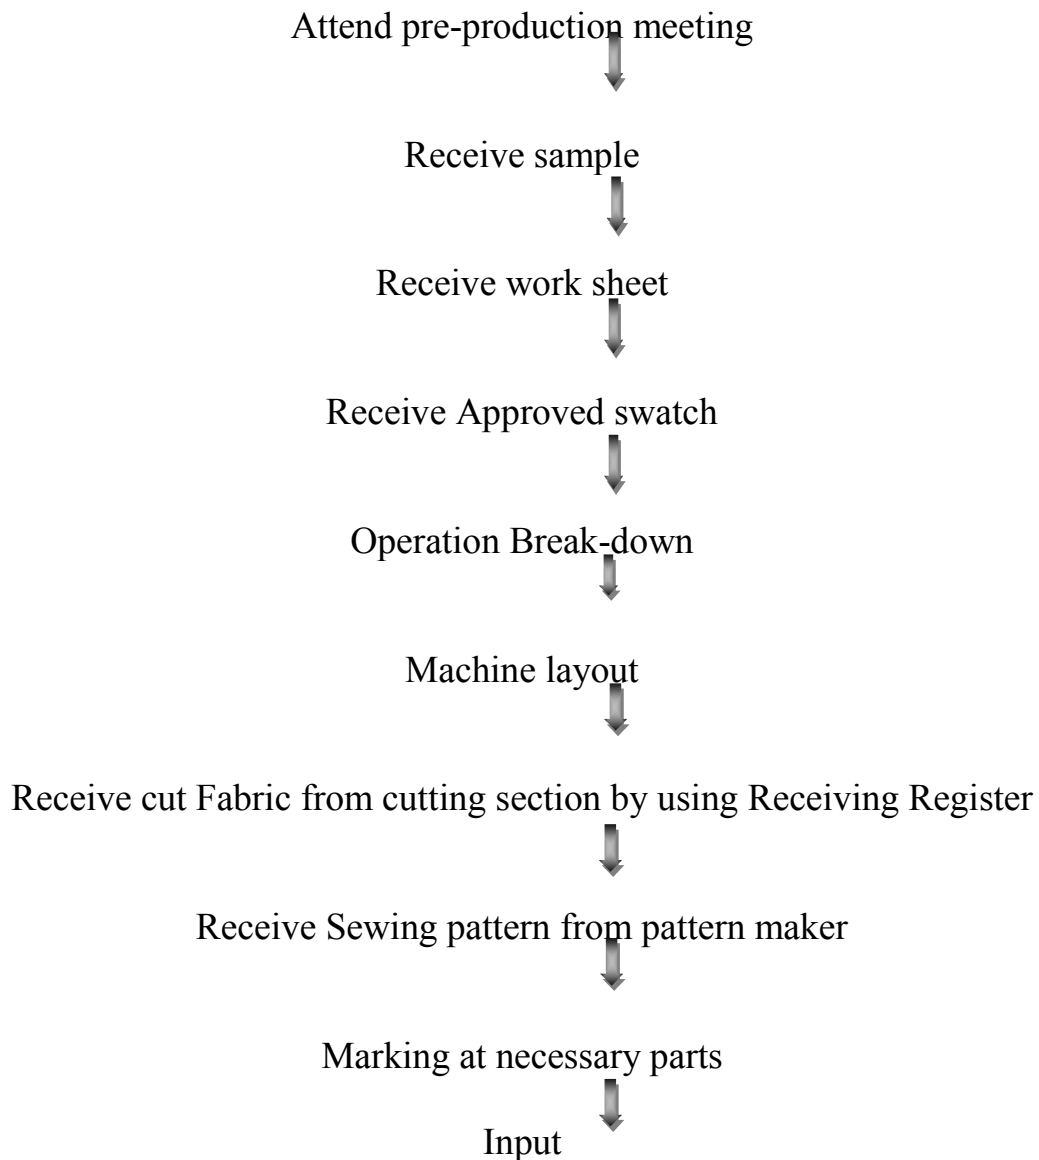 Attend pre-production meeting
Receive sample
Receive work sheet
Receive Approved swatch
Operation Break-down
Machine layout
Receive cut Fabric from cutting section by using Receiving Register
Receive Sewing pattern from pattern maker
Marking at necessary parts
Input